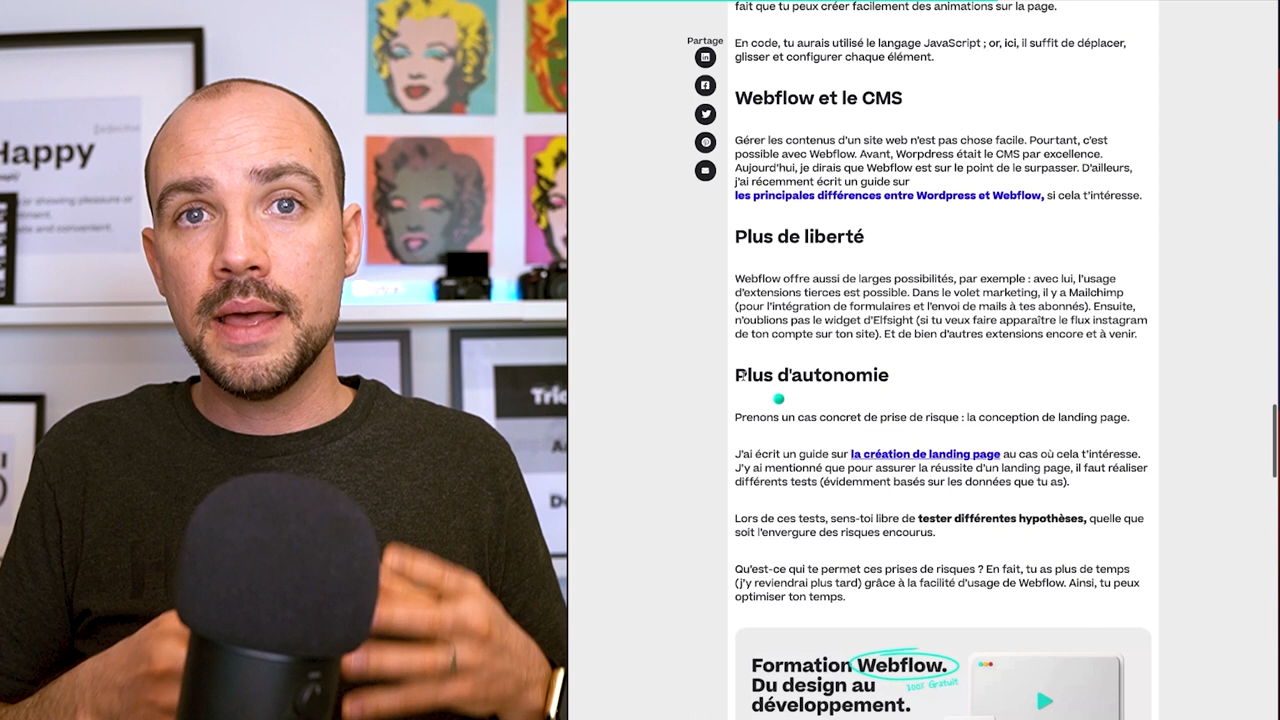 [adjective
Happy
g or showing pleasure or
ntment.
te and convenient.
Tric
De
fait que tu peux créer facilement des animations sur la page.
Partage
En code, tu aurais utilisé le langage JavaScript ; or, ici, il suffit de déplacer,
glisser et configurer chaque élément.
Webflow et le CMS
Gérer les contenus d'un site web n'est pas chose facile. Pourtant, c'est
possible avec Webflow. Avant, Worpdress était le CMS par excellence.
Aujourd'hui, je dirais que Webflow est sur le point de le surpasser. D'ailleurs,
j'ai récemment écrit un guide sur
les principales différences entre Wordpress et Webflow, si cela t'intéresse.
Plus de liberté
Webflow offre aussi de larges possibilités, par exemple : avec lui, l'usage
d'extensions tierces est possible. Dans le volet marketing, il y a Mailchimp
(pour l'intégration de formulaires et l'envoi de mails à tes abonnés). Ensuite,
n'oublions pas le widget d'Elfsight (si tu veux faire apparaître le flux instagram
de ton compte sur ton site). Et de bien d'autres extensions encore et à venir.
Plus d'autonomie
Prenons un cas concret de prise de risque : la conception de landing page.
J'ai écrit un guide sur la création de landing page au cas où cela t'intéresse.
J'y ai mentionné que pour assurer la réussite d'un landing page, il faut réaliser
différents tests (évidemment basés sur les données que tu as).
Lors de ces tests, sens-toi libre de tester différentes hypothèses, quelle que
soit l'envergure des risques encourus.
Qu'est-ce qui te permet ces prises de risques ? En fait, tu as plus de temps
(j'y reviendrai plus tard) grâce à la facilité d'usage de Webflow. Ainsi, tu peux
optimiser ton temps.
Formation Webflow.
100% Gratuit
Du design au
développement.